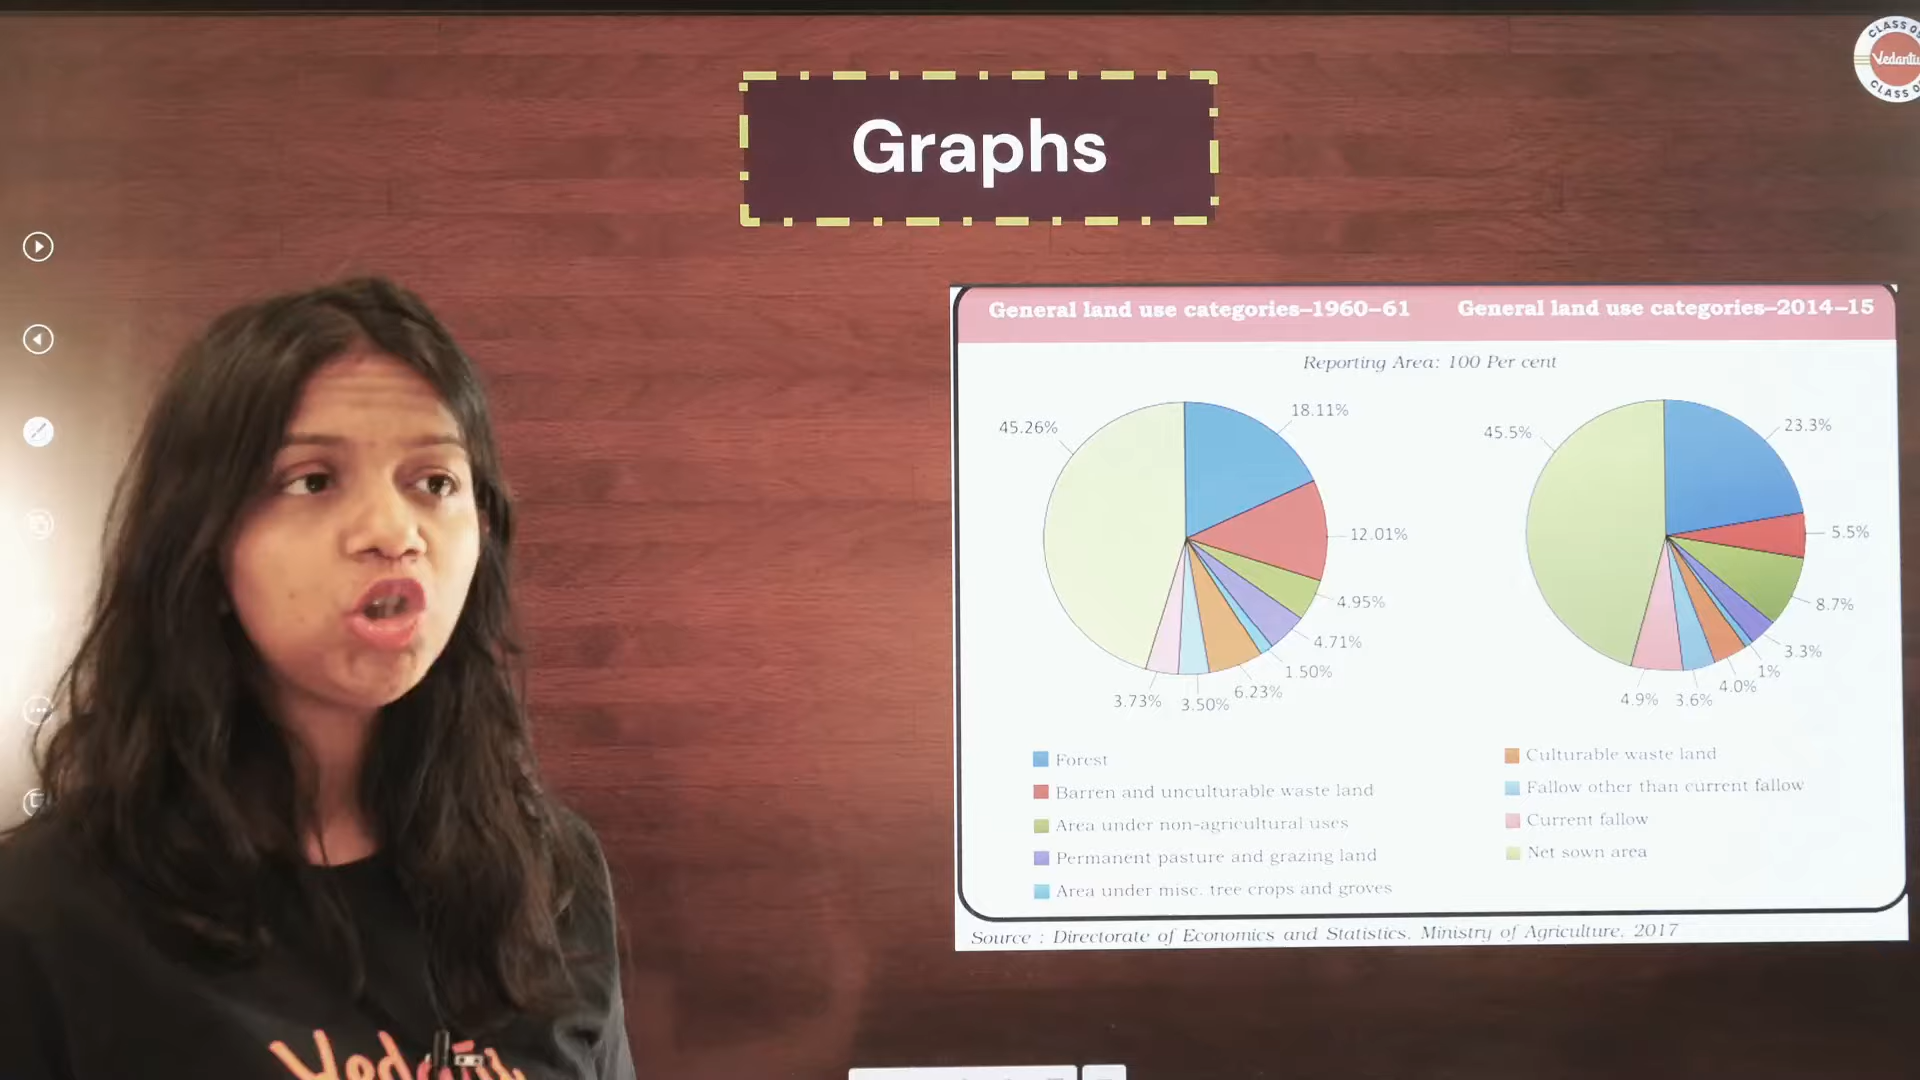 CLASS 09
Vedantu
CLASS 0
Graphs
General land use categories–1960–61
General land use categories–2014–15
Reporting Area: 100 Per cent
45.26%
18.11%
12.01%
4.95%
4.71%
1.50%
6.23%
3.50%
3.73%
45.5%
23.3%
5.5%
8.7%
3.3%
1%
4.0%
3.6%
4.9%
Forest
Barren and unculturable waste land
Area under non-agricultural uses
Permanent pasture and grazing land
Area under misc. tree crops and groves
Culturable waste land
Fallow other than current fallow
Current fallow
Net sown area
Source : Directorate of Economics and Statistics, Ministry of Agriculture, 2017